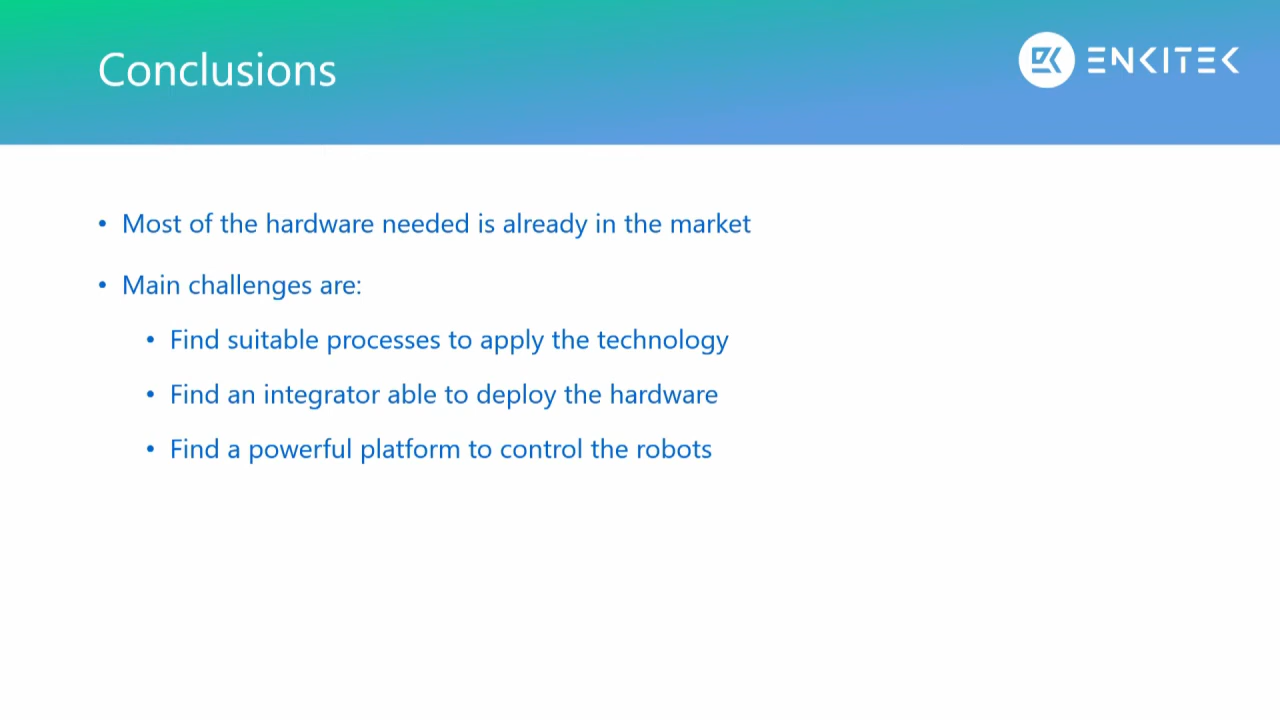 Conclusions
ENKITEK
• Most of the hardware needed is already in the market
• Main challenges are:
• Find suitable processes to apply the technology
• Find an integrator able to deploy the hardware
• Find a powerful platform to control the robots